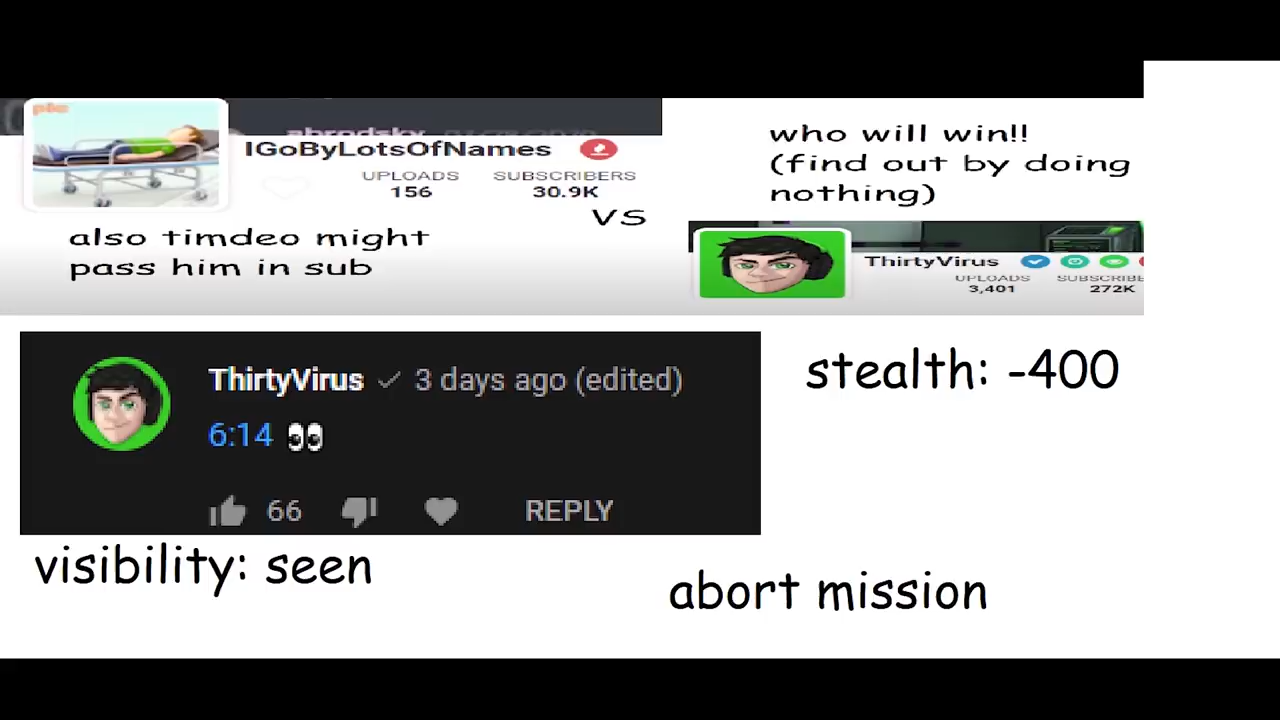 abrodsky
IGoByLotsOfNames
UPLOADS SUBSCRIBERS
156 30.9K
vs
also timdeo might
pass him in sub
who will win!!
(find out by doing
nothing)
ThirtyVirus
UPLOADS SUBSCRIBE
3,401 272K
ThirtyVirus ✓ 3 days ago (edited)
6:14 👀
66 REPLY
stealth: -400
visibility: seen
abort mission